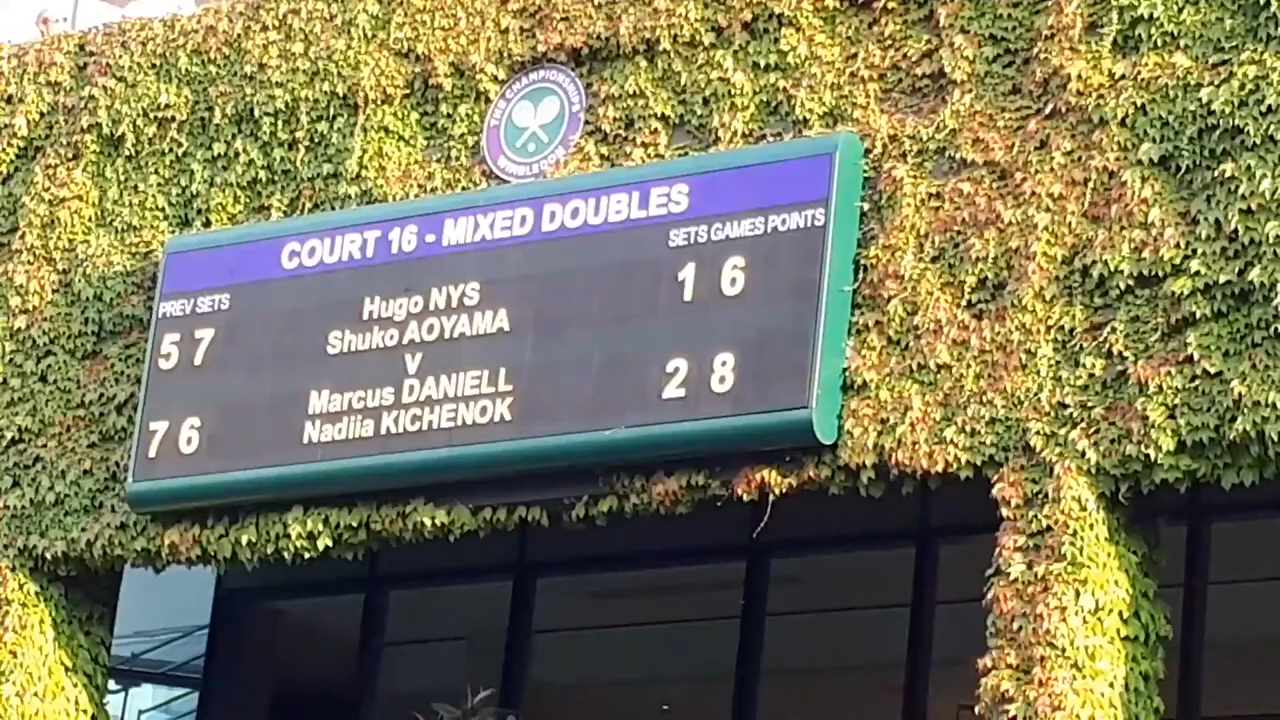 THE CHAMPIONSHIPS
WIMBLEDON
COURT 16 - MIXED DOUBLES
PREV SETS
SETS GAMES POINTS
Hugo NYS
Shuko AOYAMA
5 7
1 6
V
Marcus DANIELL
Nadiia KICHENOK
7 6
2 8